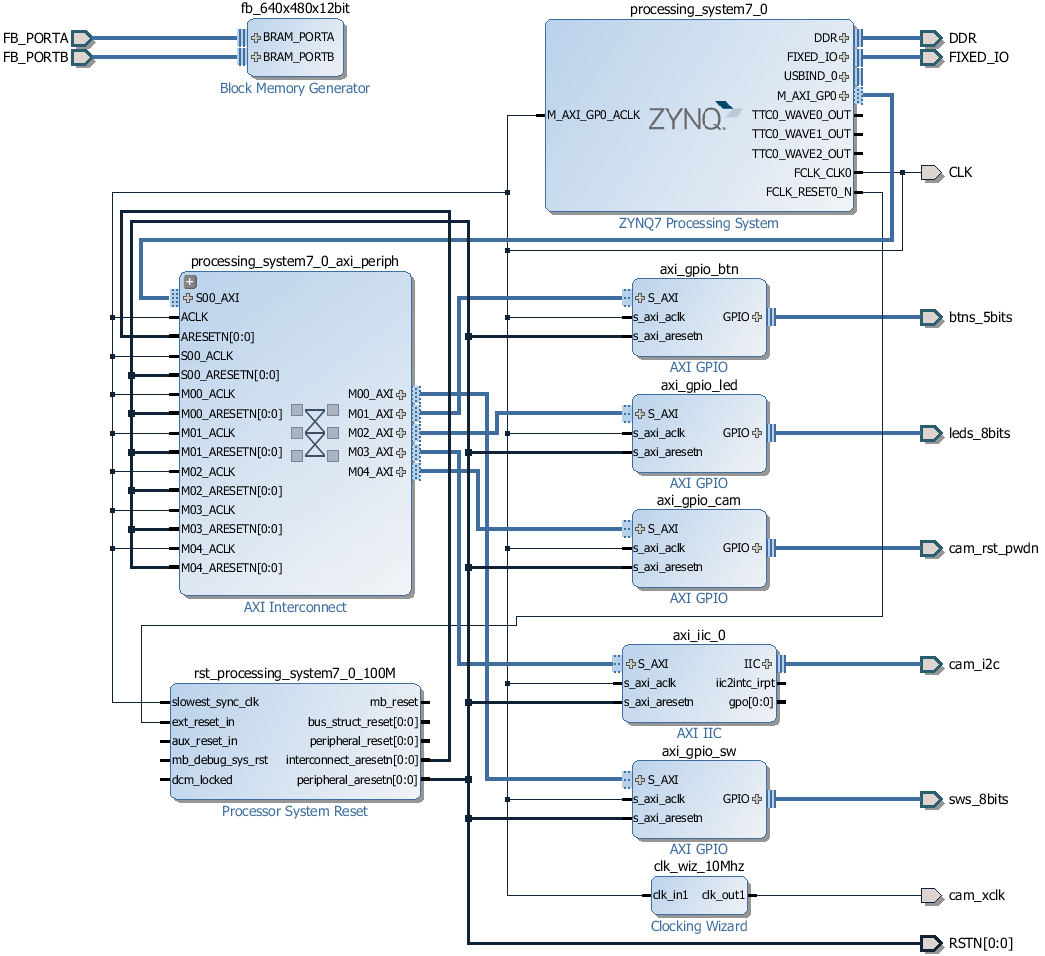 fb_640x480x12bit
FB_PORTA
FB_PORTB
BRAM_PORTA
BRAM_PORTB
Block Memory Generator
processing_system7_0
M_AXI_GP0_ACLK
ZYNQ
DDR
FIXED_IO
USBIND_0
M_AXI_GP0
TTC0_WAVE0_OUT
TTC0_WAVE1_OUT
TTC0_WAVE2_OUT
FCLK_CLK0
FCLK_RESET0_N
ZYNQ7 Processing System
DDR
FIXED_IO
CLK
processing_system7_0_axi_periph
S00_AXI
ACLK
ARESETN[0:0]
S00_ACLK
S00_ARESETN[0:0]
M00_ACLK
M00_ARESETN[0:0]
M01_ACLK
M01_ARESETN[0:0]
M02_ACLK
M02_ARESETN[0:0]
M03_ACLK
M03_ARESETN[0:0]
M04_ACLK
M04_ARESETN[0:0]
M00_AXI
M01_AXI
M02_AXI
M03_AXI
M04_AXI
AXI Interconnect
axi_gpio_btn
S_AXI
s_axi_aclk
s_axi_aresetn
GPIO
AXI GPIO
btns_5bits
axi_gpio_led
S_AXI
s_axi_aclk
s_axi_aresetn
GPIO
AXI GPIO
leds_8bits
axi_gpio_cam
S_AXI
s_axi_aclk
s_axi_aresetn
GPIO
AXI GPIO
cam_rst_pwdn
rst_processing_system7_0_100M
slowest_sync_clk
ext_reset_in
aux_reset_in
mb_debug_sys_rst
dcm_locked
mb_reset
bus_struct_reset[0:0]
peripheral_reset[0:0]
interconnect_aresetn[0:0]
peripheral_aresetn[0:0]
Processor System Reset
axi_iic_0
S_AXI
s_axi_aclk
s_axi_aresetn
IIC
iic2intc_irpt
gpo[0:0]
AXI IIC
cam_i2c
axi_gpio_sw
S_AXI
s_axi_aclk
s_axi_aresetn
GPIO
AXI GPIO
sws_8bits
clk_wiz_10Mhz
clk_in1
clk_out1
Clocking Wizard
cam_xclk
RSTN[0:0]